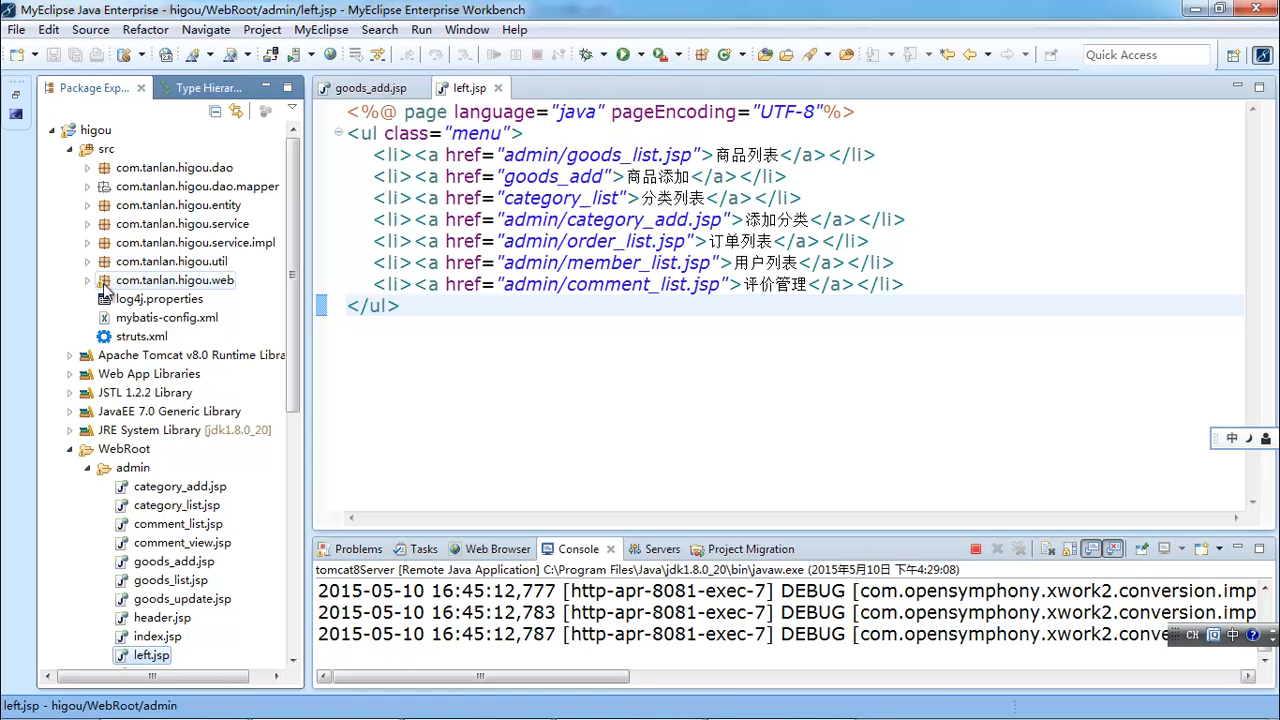 MyEclipse Java Enterprise - higou/WebRoot/admin/left.jsp - MyEclipse Enterprise Workbench
File Edit Source Refactor Navigate Project MyEclipse Search Run Window Help
Quick Access
Package Exp... Type Hierar...
higou
src
com.tanlan.higou.dao
com.tanlan.higou.dao.mapper
com.tanlan.higou.entity
com.tanlan.higou.service
com.tanlan.higou.service.impl
com.tanlan.higou.util
com.tanlan.higou.web
log4j.properties
mybatis-config.xml
struts.xml
Apache Tomcat v8.0 Runtime Libra
Web App Libraries
JSTL 1.2.2 Library
JavaEE 7.0 Generic Library
JRE System Library [jdk1.8.0_20]
WebRoot
admin
category_add.jsp
category_list.jsp
comment_list.jsp
comment_view.jsp
goods_add.jsp
goods_list.jsp
goods_update.jsp
header.jsp
index.jsp
left.jsp
goods_add.jsp left.jsp
<%@ page language="java" pageEncoding="UTF-8"%>
<ul class="menu">
<li><a href="admin/goods_list.jsp">商品列表</a></li>
<li><a href="goods_add">商品添加</a></li>
<li><a href="category_list">分类列表</a></li>
<li><a href="admin/category_add.jsp">添加分类</a></li>
<li><a href="admin/order_list.jsp">订单列表</a></li>
<li><a href="admin/member_list.jsp">用户列表</a></li>
<li><a href="admin/comment_list.jsp">评价管理</a></li>
</ul>
中
Problems Tasks Web Browser Console Servers Project Migration
tomcat8Server [Remote Java Application] C:\Program Files\Java\jdk1.8.0_20\bin\javaw.exe (2015年5月10日 下午4:29:08)
2015-05-10 16:45:12,777 [http-apr-8081-exec-7] DEBUG [com.opensymphony.xwork2.conversion.imp
2015-05-10 16:45:12,783 [http-apr-8081-exec-7] DEBUG [com.opensymphony.xwork2.conversion.imp
2015-05-10 16:45:12,787 [http-apr-8081-exec-7] DEBUG [com.opensymphony.xwork2.conve
CH 中
left.jsp - higou/WebRoot/admin